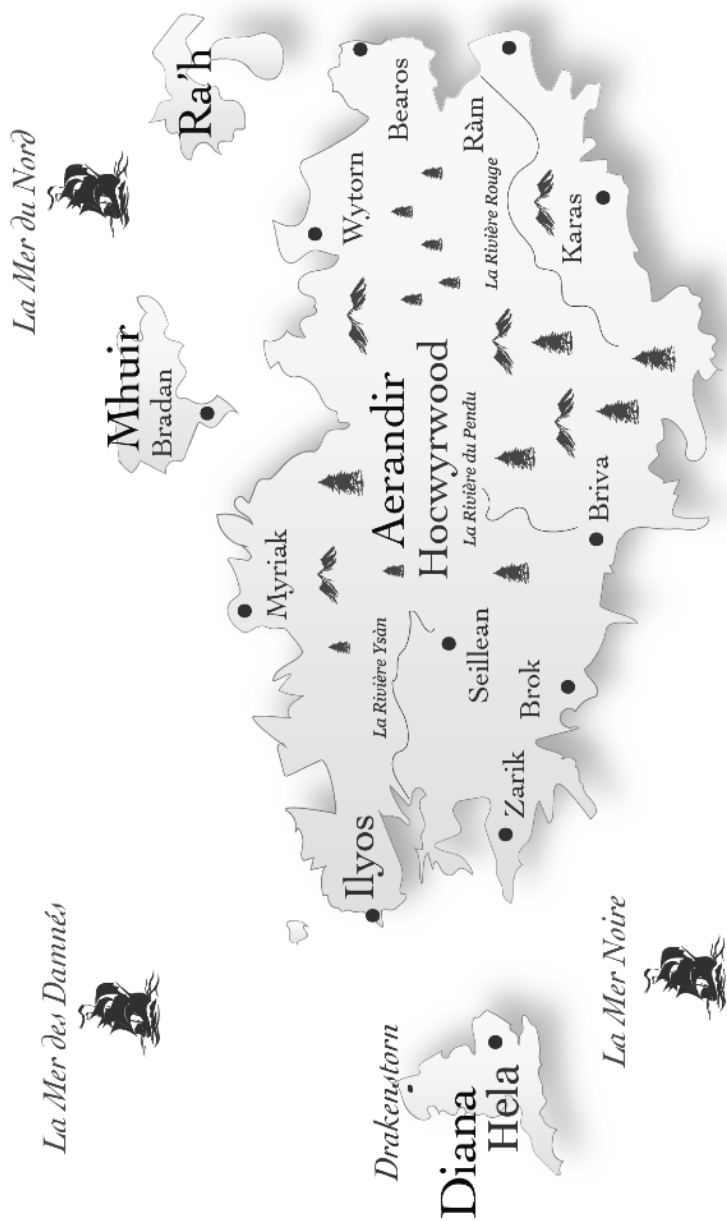 La Mer des Damnés
La Mer du Nord
Mhuir
Bradan
Ra'h
Myriak
Wytorn
Ilyos
La Rivière Ysàn
Aerandir
Hocwyrwood
La Rivière du Pendu
Bearos
Ràm
La Rivière Rouge
Seillean
Drakenstorn
Diana
Hela
Zarik
Brok
Briva
Karas
La Mer Noire